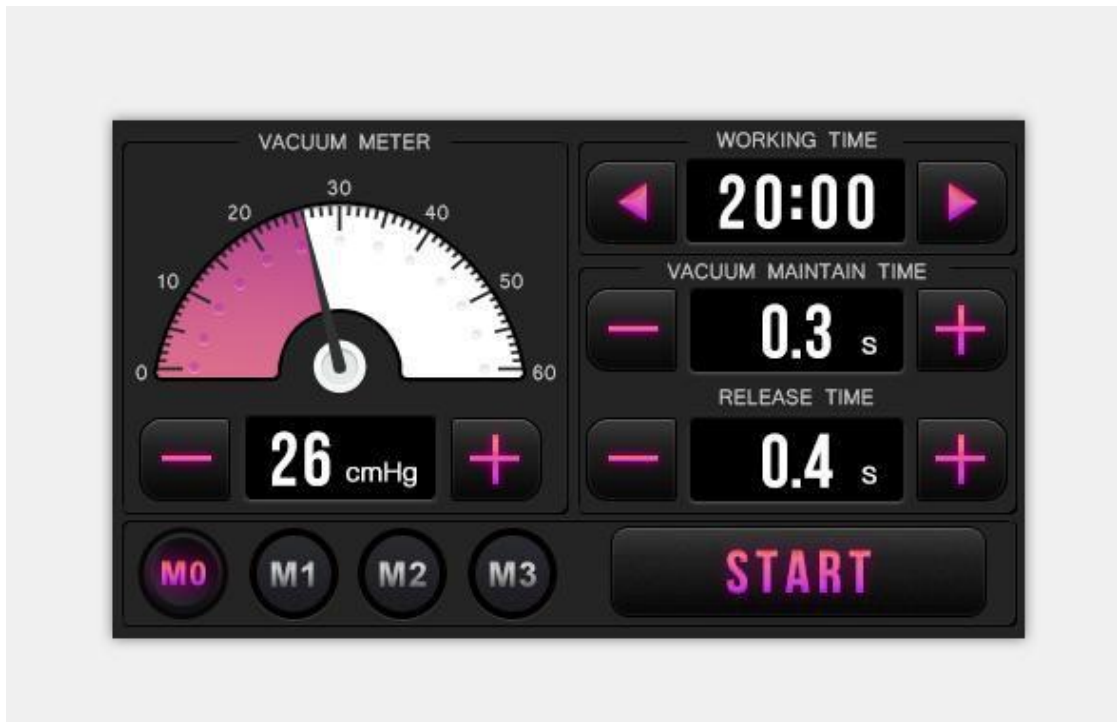 VACUUM METER
0
10
20
30
40
50
60
26 cmHg
WORKING TIME
20:00
VACUUM MAINTAIN TIME
0.3 s
RELEASE TIME
0.4 s
M0 M1 M2 M3
START